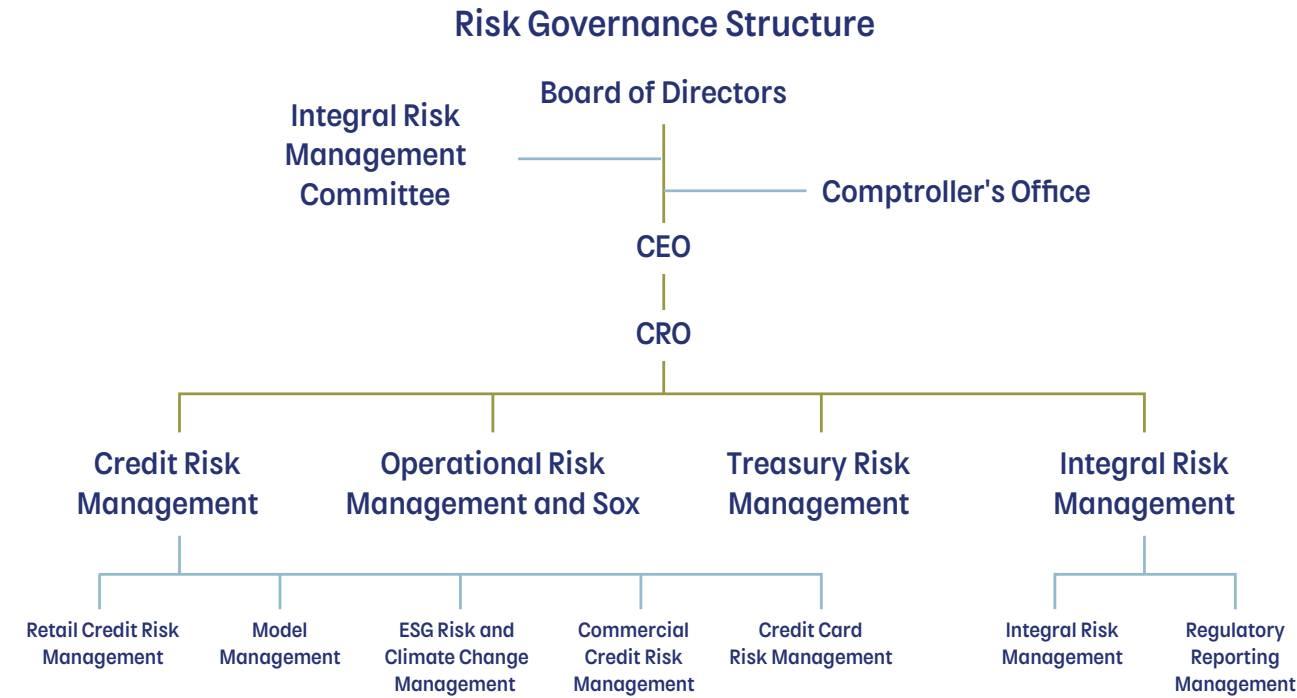 Risk Governance Structure
Board of Directors
Integral Risk
Management
Committee
Comptroller's Office
CEO
CRO
Credit Risk
Management
Operational Risk
Management and Sox
Treasury Risk
Management
Integral Risk
Management
Retail Credit Risk
Management
Model
Management
ESG Risk and
Climate Change
Management
Commercial
Credit Risk
Management
Credit Card
Risk Management
Integral Risk
Management
Regulatory
Reporting
Management